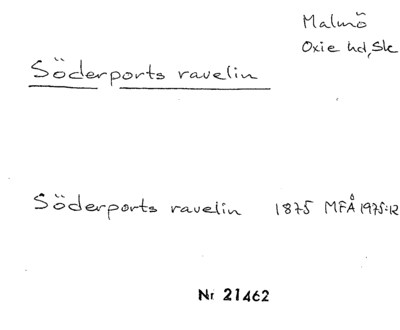 Malmö
Oxie hd, Sk
Söderports ravelin
Söderports ravelin 1875 MFÅ 1975:12
Nr 21462